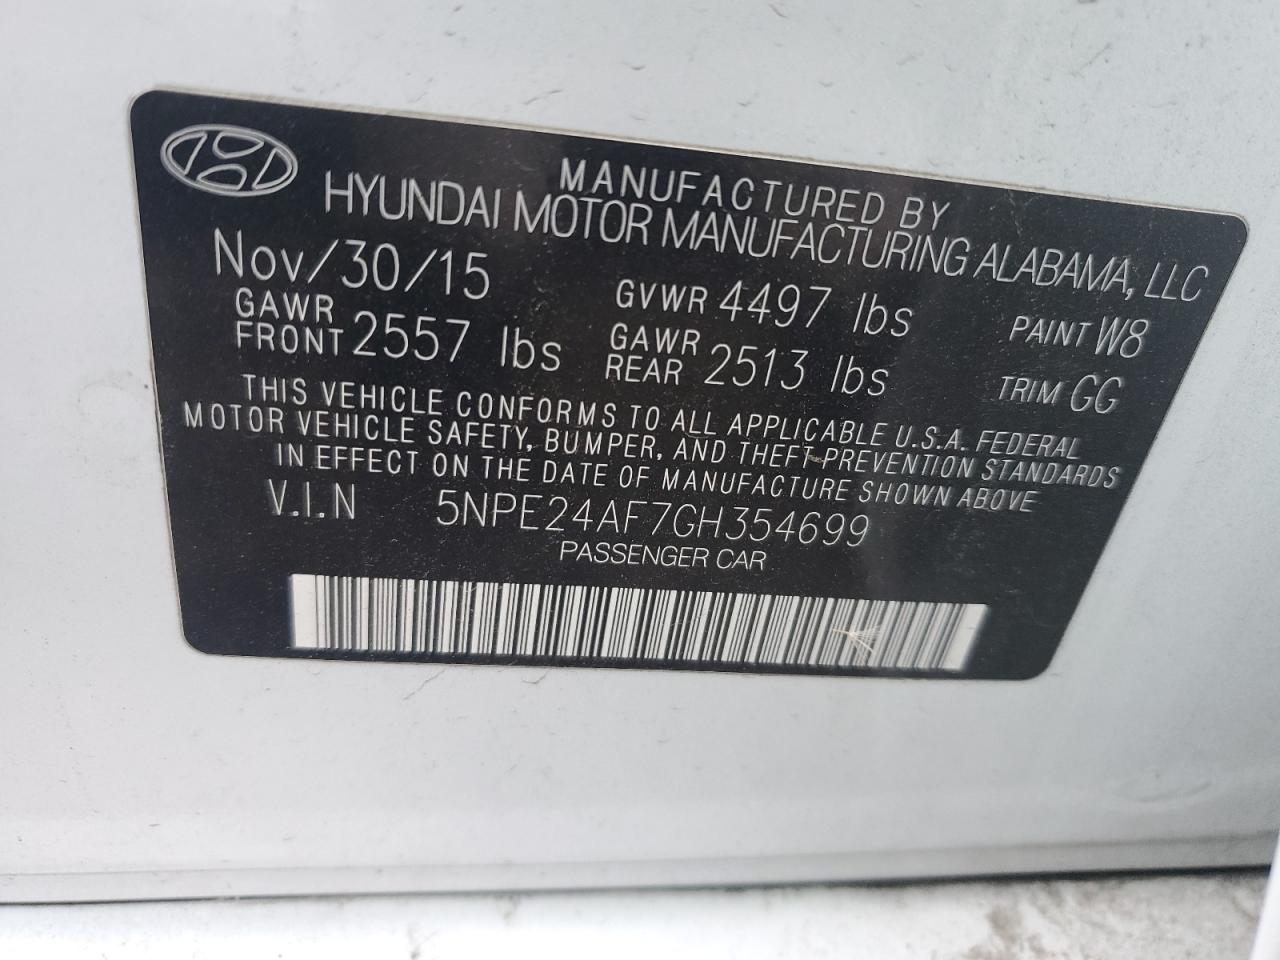 MANUFACTURED BY
HYUNDAI MOTOR MANUFACTURING ALABAMA, LLC
Nov/30/15 GVWR 4497 lbs PAINT W8
GAWR FRONT 2557 lbs GAWR REAR 2513 lbs TRIM GG
THIS VEHICLE CONFORMS TO ALL APPLICABLE U.S.A. FEDERAL
MOTOR VEHICLE SAFETY, BUMPER, AND THEFT PREVENTION STANDARDS
IN EFFECT ON THE DATE OF MANUFACTURE SHOWN ABOVE
V.I.N 5NPE24AF7GH354699
PASSENGER CAR